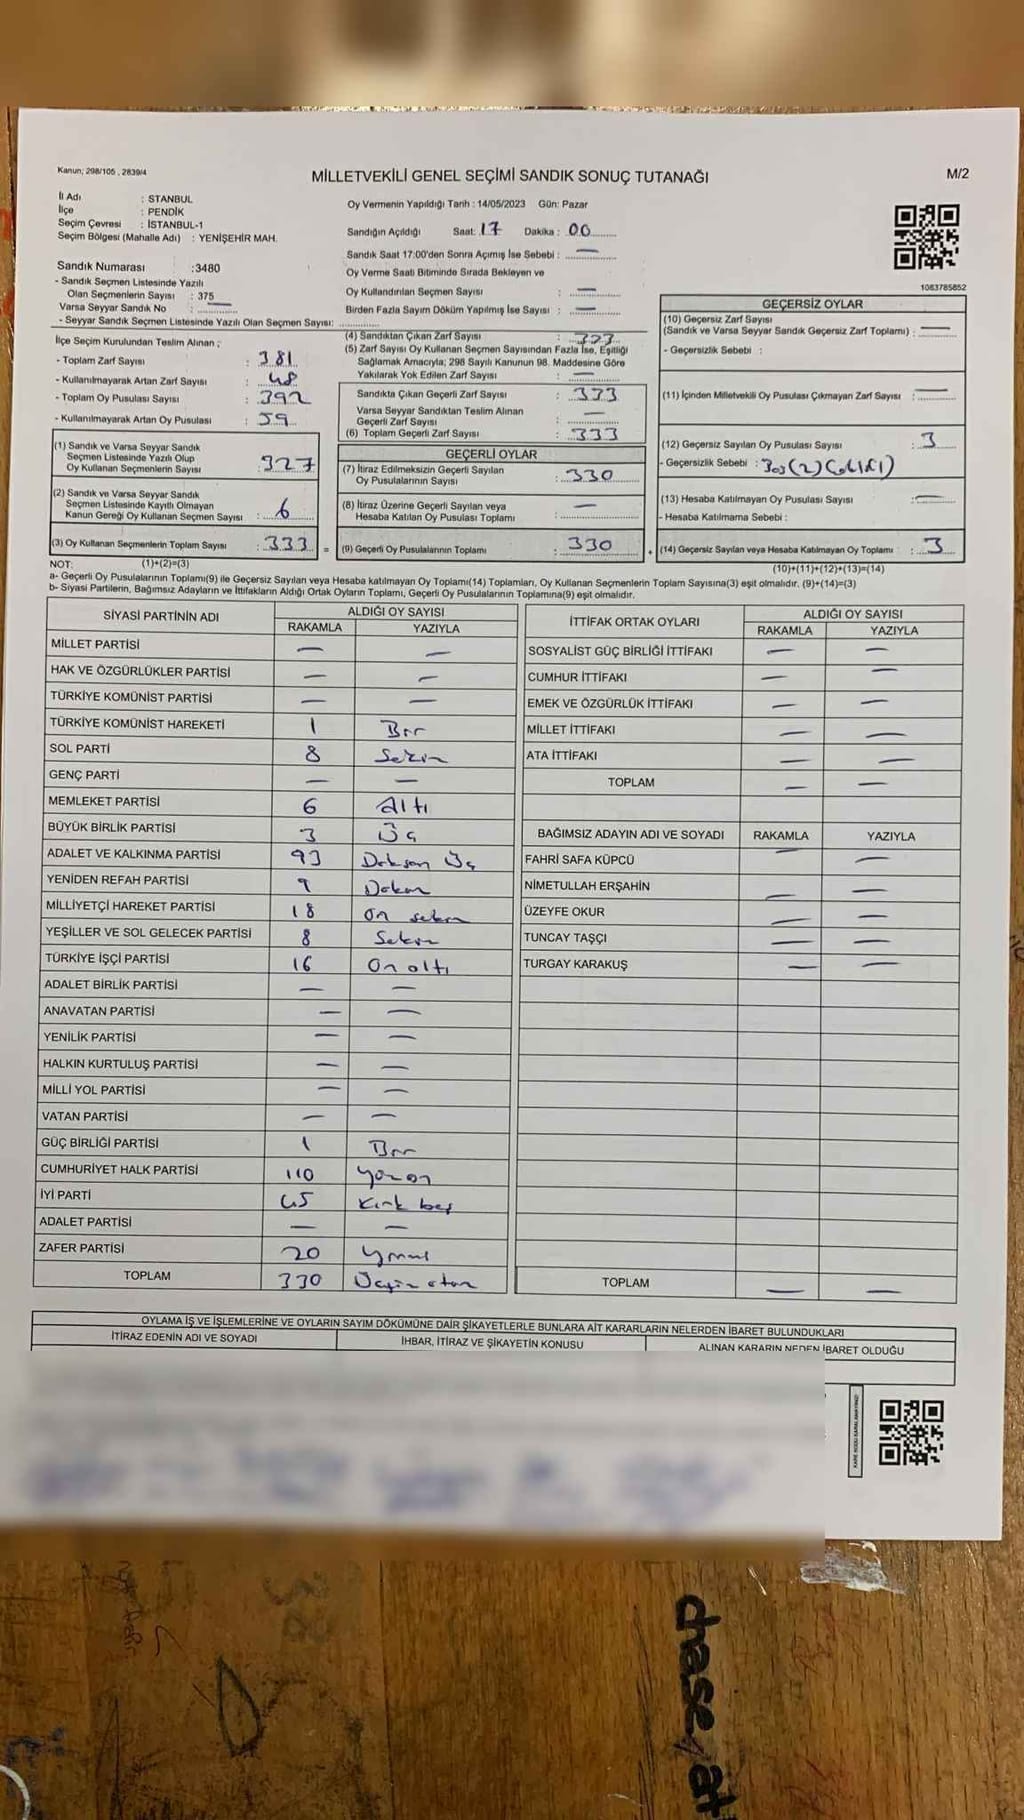 Kanun; 298/105 , 2839/4
MİLLETVEKİLİ GENEL SEÇİMİ SANDIK SONUÇ TUTANAĞI
M/2
İl Adı : STANBUL
İlçe : PENDİK
Seçim Çevresi : İSTANBUL-1
Seçim Bölgesi (Mahalle Adı) : YENİŞEHİR MAH.
Sandık Numarası :3480
- Sandık Seçmen Listesinde Yazılı
Olan Seçmenlerin Sayısı : 375
Varsa Seyyar Sandık No : —
- Seyyar Sandık Seçmen Listesinde Yazılı Olan Seçmen Sayısı:
İlçe Seçim Kurulundan Teslim Alınan ;
- Toplam Zarf Sayısı : 381
- Kullanılmayarak Artan Zarf Sayısı : 48
- Toplam Oy Pusulası Sayısı : 392
- Kullanılmayarak Artan Oy Pusulası : 59
(1) Sandık ve Varsa Seyyar Sandık
Seçmen Listesinde Yazılı Olup
Oy Kullanan Seçmenlerin Sayısı : 327
(2) Sandık ve Varsa Seyyar Sandık
Seçmen Listesinde Kayıtlı Olmayan
Kanun Gereği Oy Kullanan Seçmen Sayısı : 6
(3) Oy Kullanan Seçmenlerin Toplam Sayısı : 333 =
Oy Vermenin Yapıldığı Tarih : 14/05/2023 Gün: Pazar
Sandığın Açıldığı Saat: 17 Dakika : 00
Sandık Saat 17:00'den Sonra Açımış İse Sebebi : —
Oy Verme Saati Bitiminde Sırada Bekleyen ve
Oy Kullandırılan Seçmen Sayısı : —
Birden Fazla Sayım Döküm Yapılmış İse Sayısı : —
(4) Sandıktan Çıkan Zarf Sayısı : 333
(5) Zarf Sayısı Oy Kullanan Seçmen Sayısından Fazla İse, Eşitliği
Sağlamak Amacıyla; 298 Sayılı Kanunun 98. Maddesine Göre
Yakılarak Yok Edilen Zarf Sayısı : —
Sandıkta Çıkan Geçerli Zarf Sayısı : 333
Varsa Seyyar Sandıktan Teslim Alınan
Geçerli Zarf Sayısı : —
(6) Toplam Geçerli Zarf Sayısı : 333
GEÇERLİ OYLAR
(7) İtiraz Edilmeksizin Geçerli Sayılan
Oy Pusulalarının Sayısı : 330
(8) İtiraz Üzerine Geçerli Sayılan veya
Hesaba Katılan Oy Pusulası Toplamı : —
(9) Geçerli Oy Pusulalarının Toplamı : 330 +
1063785852
GEÇERSİZ OYLAR
(10) Geçersiz Zarf Sayısı
(Sandık ve Varsa Seyyar Sandık Geçersiz Zarf Toplamı) : —
- Geçersizlik Sebebi :
(11) İçinden Milletvekili Oy Pusulası Çıkmayan Zarf Sayısı : —
(12) Geçersiz Sayılan Oy Pusulası Sayısı : 3
- Geçersizlik Sebebi :
(13) Hesaba Katılmayan Oy Pusulası Sayısı : —
- Hesaba Katılmama Sebebi :
(14) Geçersiz Sayılan veya Hesaba Katılmayan Oy Toplamı : 3
NOT: (1)+(2)=(3) (10)+(11)+(12)+(13)=(14)
a- Geçerli Oy Pusulalarının Toplamı(9) ile Geçersiz Sayılan veya Hesaba katılmayan Oy Toplamı(14) Toplamları, Oy Kullanan Seçmenlerin Toplam Sayısına(3) eşit olmalıdır. (9)+(14)=(3)
b- Siyasi Partilerin, Bağımsız Adayların ve İttifakların Aldığı Ortak Oyların Toplamı, Geçerli Oy Pusulalarının Toplamına(9) eşit olmalıdır.
SİYASİ PARTİNİN ADI ALDIĞI OY SAYISI
RAKAMLA YAZIYLA
MİLLET PARTİSİ — —
HAK VE ÖZGÜRLÜKLER PARTİSİ — —
TÜRKİYE KOMÜNİST PARTİSİ — —
TÜRKİYE KOMÜNİST HAREKETİ 1 Bir
SOL PARTİ 8 Sekiz
GENÇ PARTİ — —
MEMLEKET PARTİSİ 6 Altı
BÜYÜK BİRLİK PARTİSİ 3 Üç
ADALET VE KALKINMA PARTİSİ 93 Doksan Üç
YENİDEN REFAH PARTİSİ 9 Dokuz
MİLLİYETÇİ HAREKET PARTİSİ 18 On sekiz
YEŞİLLER VE SOL GELECEK PARTİSİ 8 Sekiz
TÜRKİYE İŞÇİ PARTİSİ 16 On altı
ADALET BİRLİK PARTİSİ — —
ANAVATAN PARTİSİ — —
YENİLİK PARTİSİ — —
HALKIN KURTULUŞ PARTİSİ — —
MİLLİ YOL PARTİSİ — —
VATAN PARTİSİ — —
GÜÇ BİRLİĞİ PARTİSİ 1 Bir
CUMHURİYET HALK PARTİSİ 110 Yüz on
İYİ PARTİ 45 Kırk beş
ADALET PARTİSİ — —
ZAFER PARTİSİ 20 Yirmi
TOPLAM 330 Üçyüz otuz
İTTİFAK ORTAK OYLARI ALDIĞI OY SAYISI
RAKAMLA YAZIYLA
SOSYALİST GÜÇ BİRLİĞİ İTTİFAKI — —
CUMHUR İTTİFAKI — —
EMEK VE ÖZGÜRLÜK İTTİFAKI — —
MİLLET İTTİFAKI — —
ATA İTTİFAKI — —
TOPLAM — —
BAĞIMSIZ ADAYIN ADI VE SOYADI RAKAMLA YAZIYLA
FAHRİ SAFA KÜPCÜ — —
NİMETULLAH ERŞAHİN — —
ÜZEYFE OKUR — —
TUNCAY TAŞÇI — —
TURGAY KARAKUŞ — —
TOPLAM — —
OYLAMA İŞ VE İŞLEMLERİNE VE OYLARIN SAYIM DÖKÜMÜNE DAİR ŞİKAYETLERLE BUNLARA AİT KARARLARIN NELERDEN İBARET BULUNDUKLARI
İTİRAZ EDENİN ADI VE SOYADI İHBAR, İTİRAZ VE ŞİKAYETİN KONUSU ALINAN KARARIN NEDEN İBARET OLDUĞU
chase